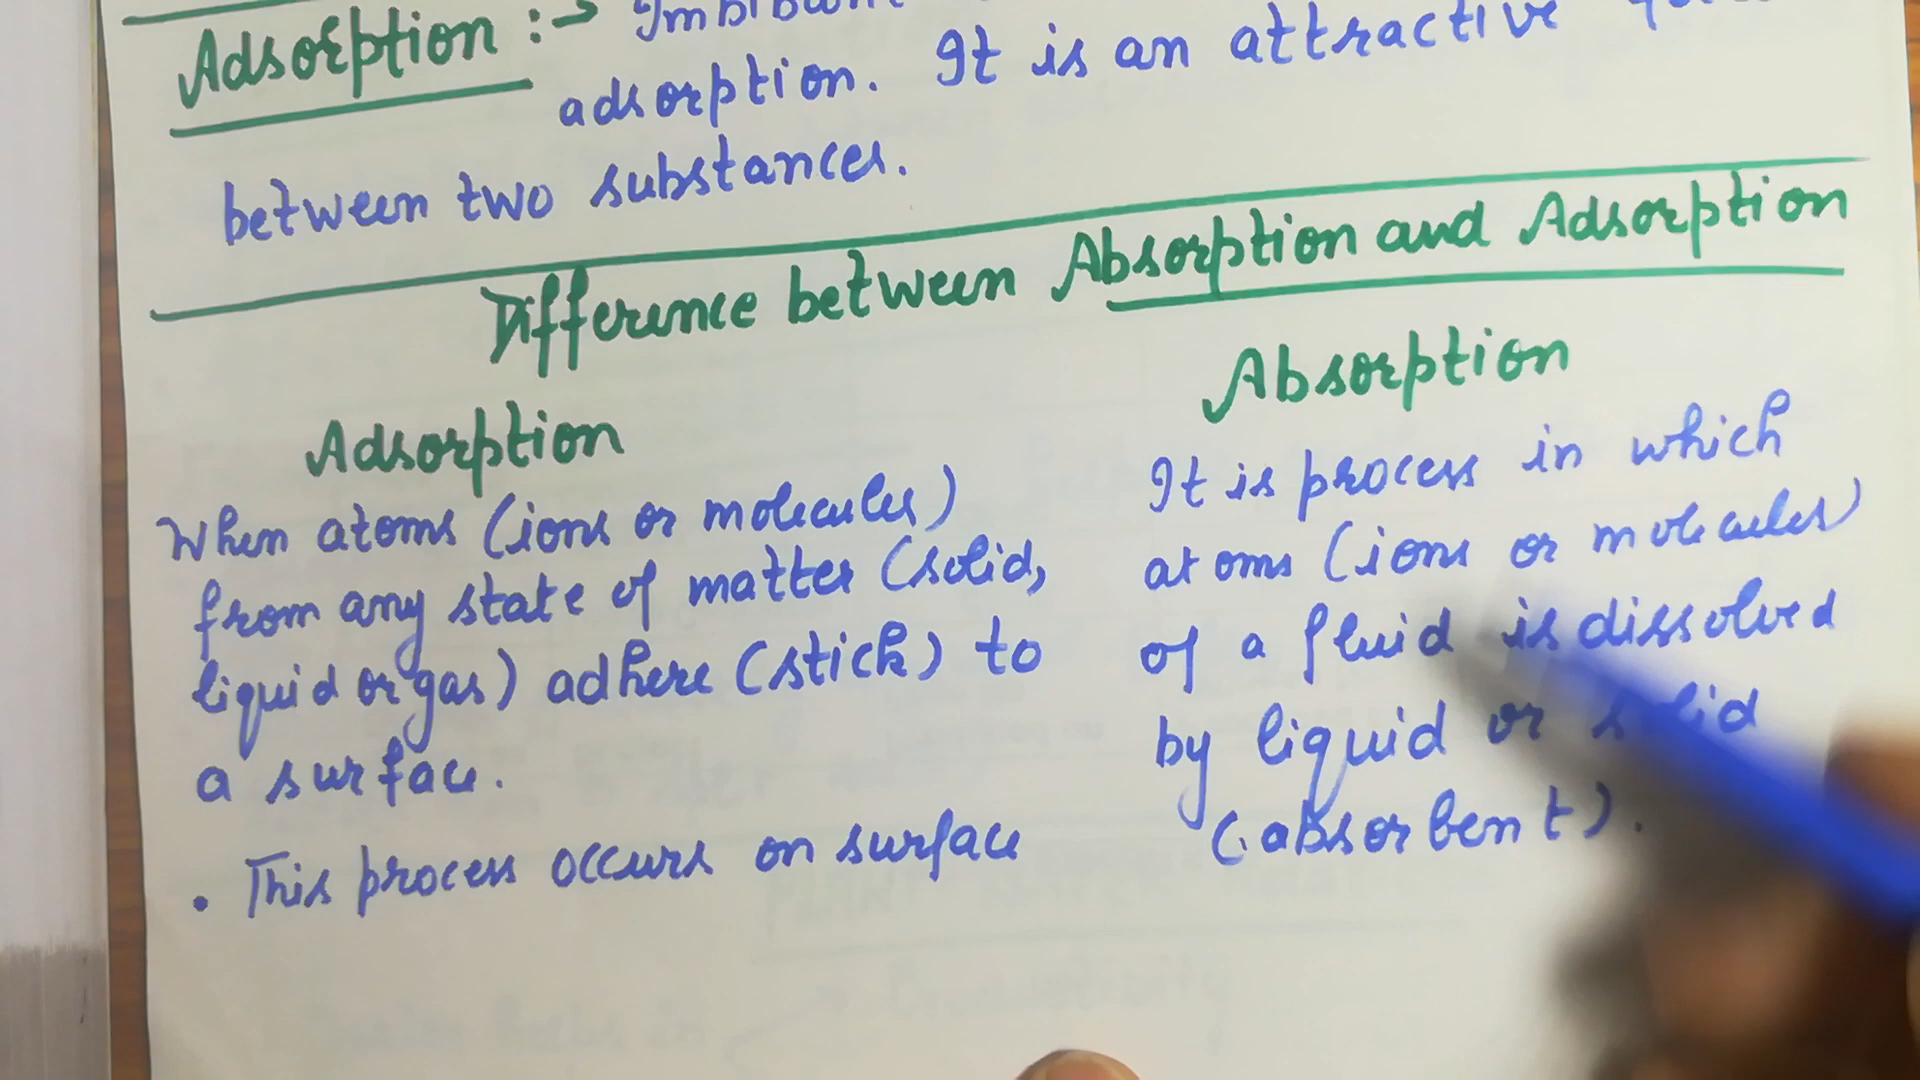 Adsorption :→
adsorption. It is an attractive
between two substances.
Difference between Absorption and Adsorption
Adsorption
When atoms (ions or molecules)
from any state of matter (solid,
liquid or gas) adhere (stick) to
a surface.
• This process occurs on surface
Absorption
It is process in which
atoms (ions or molecules)
of a fluid is dissolved
by liquid or solid
(absorbent).